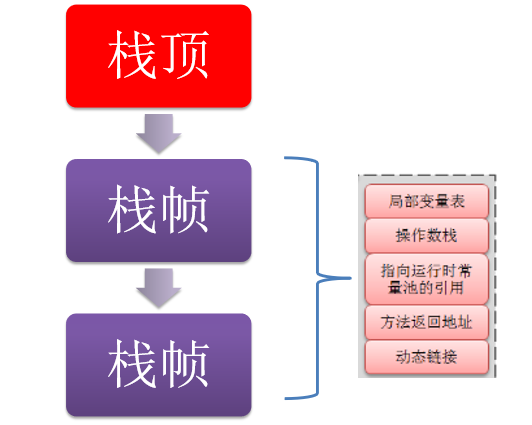 栈顶
栈帧
栈帧
局部变量表
操作数栈
指向运行时常
量池的引用
方法返回地址
动态链接